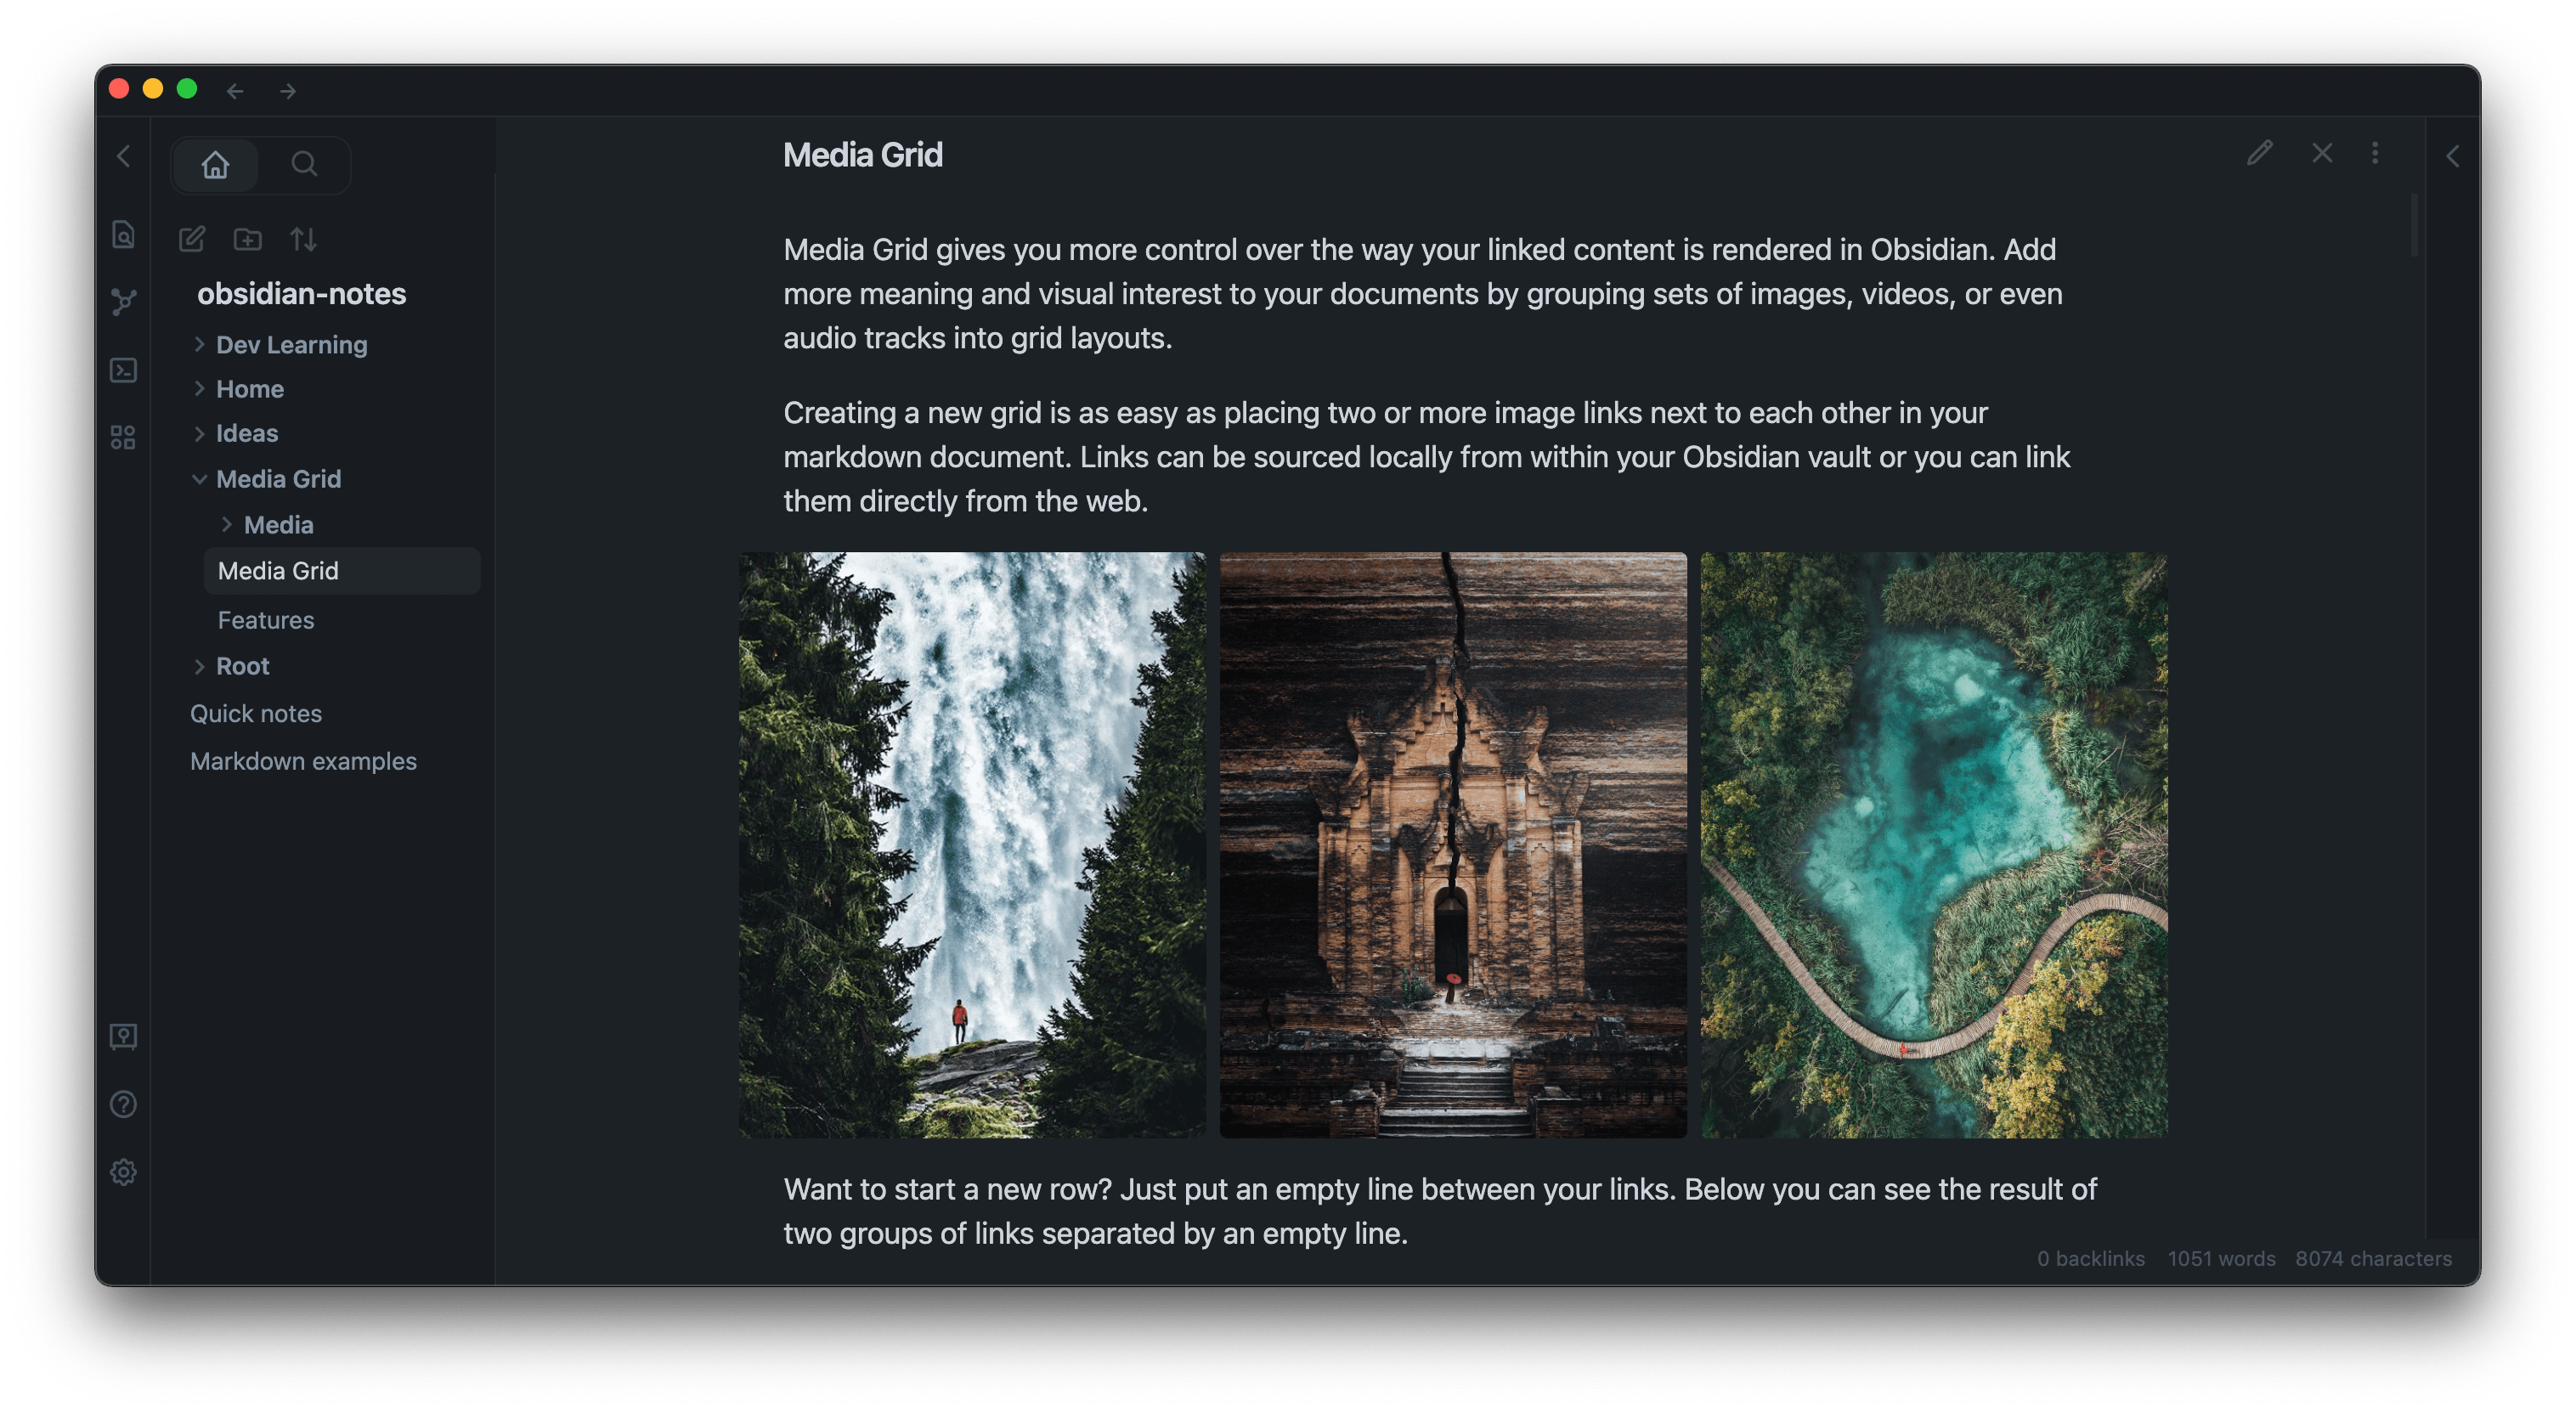 Media Grid
obsidian-notes
Dev Learning
Home
Ideas
Media Grid
Media
Media Grid
Features
Root
Quick notes
Markdown examples
Media Grid gives you more control over the way your linked content is rendered in Obsidian. Add
more meaning and visual interest to your documents by grouping sets of images, videos, or even
audio tracks into grid layouts.
Creating a new grid is as easy as placing two or more image links next to each other in your
markdown document. Links can be sourced locally from within your Obsidian vault or you can link
them directly from the web.
Want to start a new row? Just put an empty line between your links. Below you can see the result of
two groups of links separated by an empty line.
0 backlinks 1051 words 8074 characters